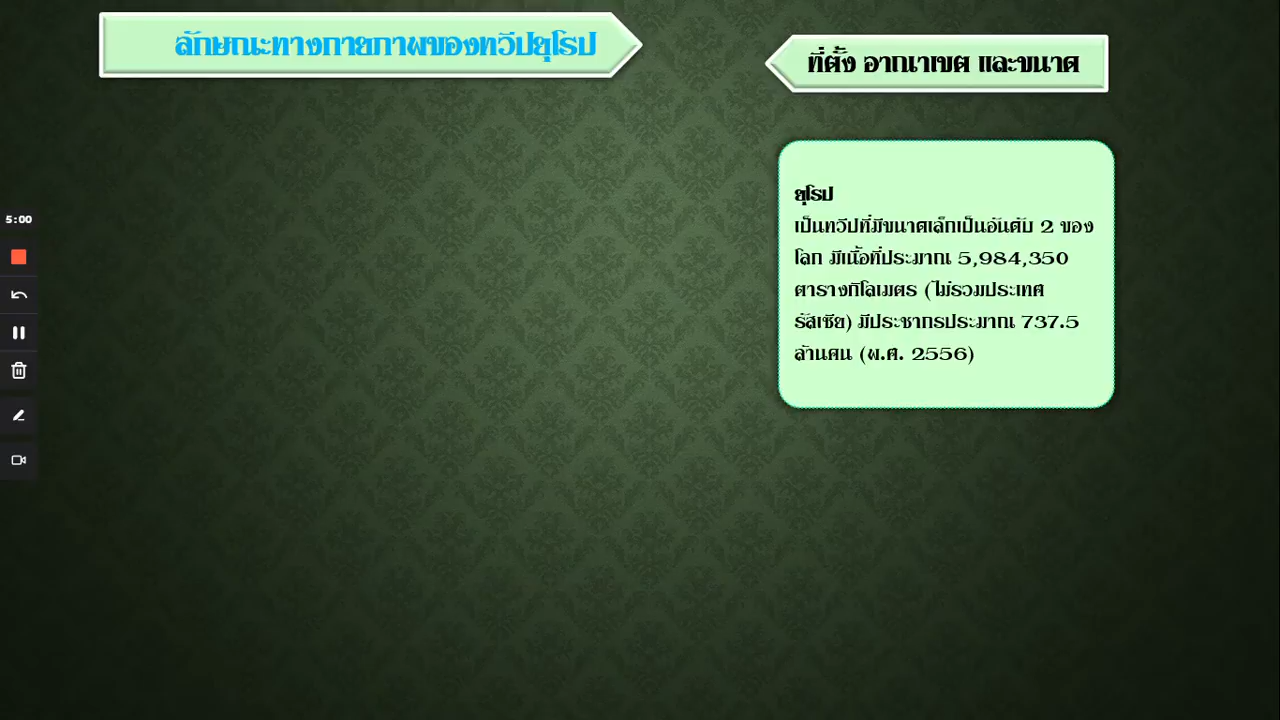 ลักษณะทางกายภาพของทวีปยุโรป
ที่ตั้ง อาณาเขต และขนาด
ยุโรป
เป็นทวีปที่มีขนาดเล็กเป็นอันดับ 2 ของ
โลก มีเนื้อที่ประมาณ 5,984,350
ตารางกิโลเมตร (ไม่รวมประเทศ
รัสเซีย) มีประชากรประมาณ 737.5
ล้านคน (พ.ศ. 2556)
5:00